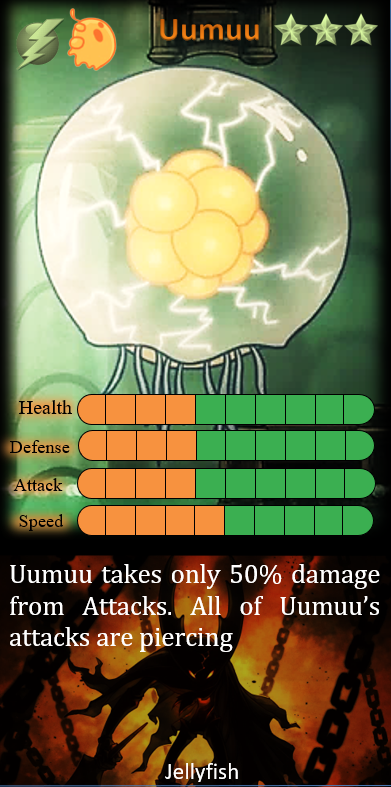 Uumuu
Health
Defense
Attack
Speed
Uumuu takes only 50% damage
from Attacks. All of Uumuu’s
attacks are piercing
Jellyfish